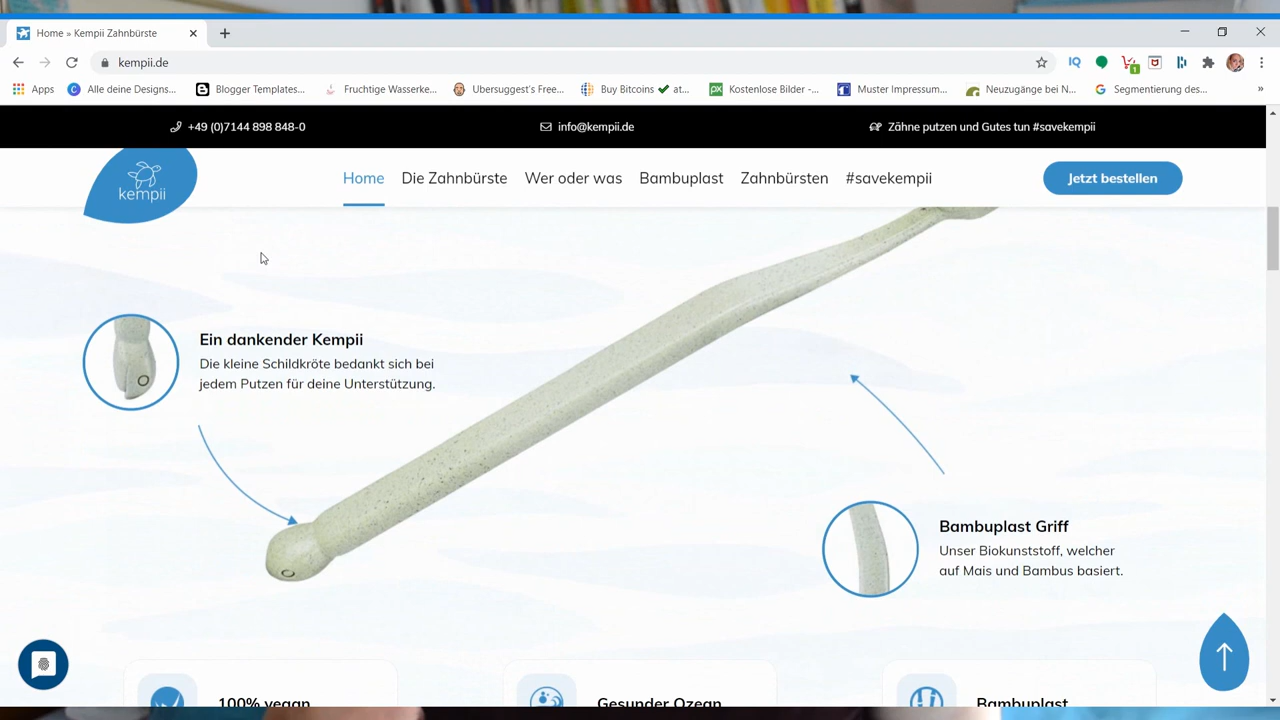 Home » Kempii Zahnbürste
kempii.de
Apps
Alle deine Designs...
Blogger Templates...
Fruchtige Wasserke...
Ubersuggest's Free...
Buy Bitcoins ✔ at...
Kostenlose Bilder -...
Muster Impressum...
Neuzugänge bei N...
Segmentierung des...
»
+49 (0)7144 898 848-0
info@kempii.de
Zähne putzen und Gutes tun #savekempii
kempii
Home
Die Zahnbürste
Wer oder was
Bambuplast
Zahnbürsten
#savekempii
Jetzt bestellen
Ein dankender Kempii
Die kleine Schildkröte bedankt sich bei
jedem Putzen für deine Unterstützung.
Bambuplast Griff
Unser Biokunststoff, welcher
auf Mais und Bambus basiert.
100% vegan
Gesunder Ozean
Bambuplast